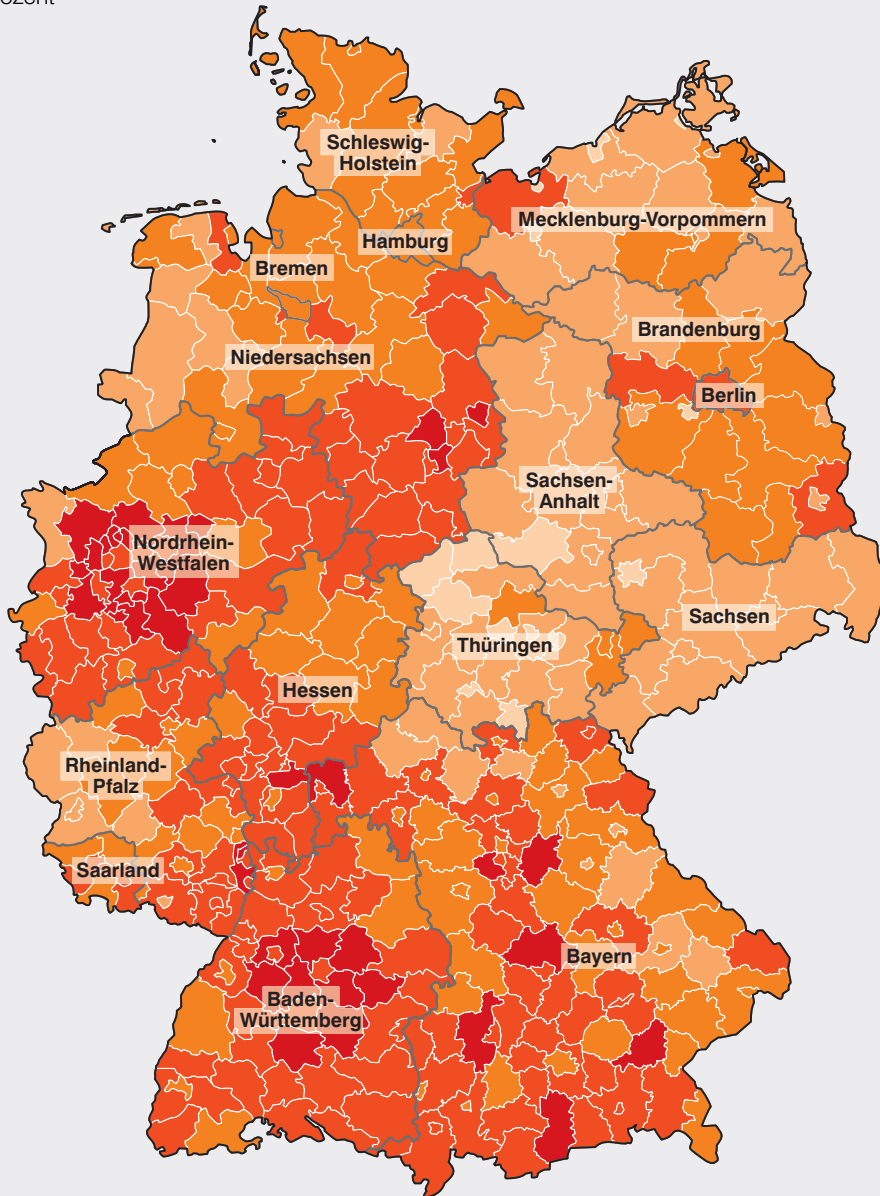 Schleswig-
Holstein
Mecklenburg-Vorpommern
Hamburg
Bremen
Brandenburg
Niedersachsen
Berlin
Sachsen-
Anhalt
Nordrhein-
Westfalen
Sachsen
Thüringen
Hessen
Rheinland-
Pfalz
Saarland
Bayern
Baden-
Württemberg